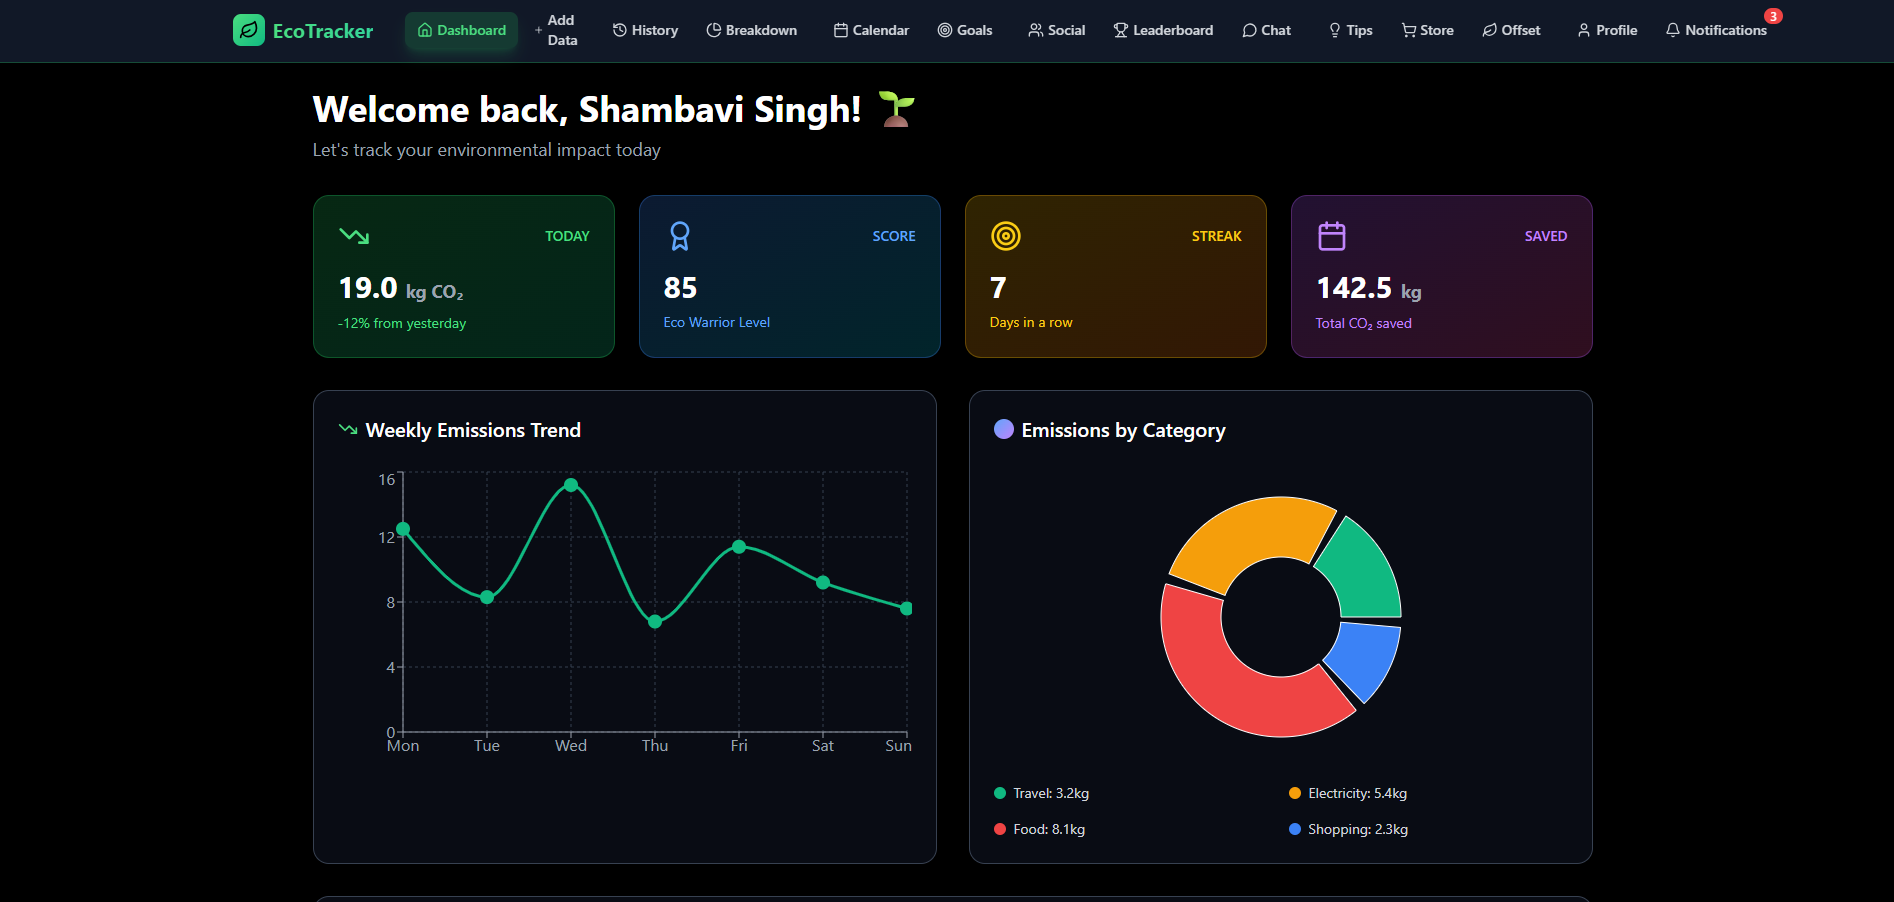 EcoTracker
Dashboard
Add
Data
History
Breakdown
Calendar
Goals
Social
Leaderboard
Chat
Tips
Store
Offset
Profile
Notifications
3
Welcome back, Shambavi Singh! 🌱
Let's track your environmental impact today
TODAY
19.0 kg CO₂
-12% from yesterday
SCORE
85
Eco Warrior Level
STREAK
7
Days in a row
SAVED
142.5 kg
Total CO₂ saved
Weekly Emissions Trend
16
12
8
4
0
Mon Tue Wed Thu Fri Sat Sun
Emissions by Category
Travel: 3.2kg
Electricity: 5.4kg
Food: 8.1kg
Shopping: 2.3kg